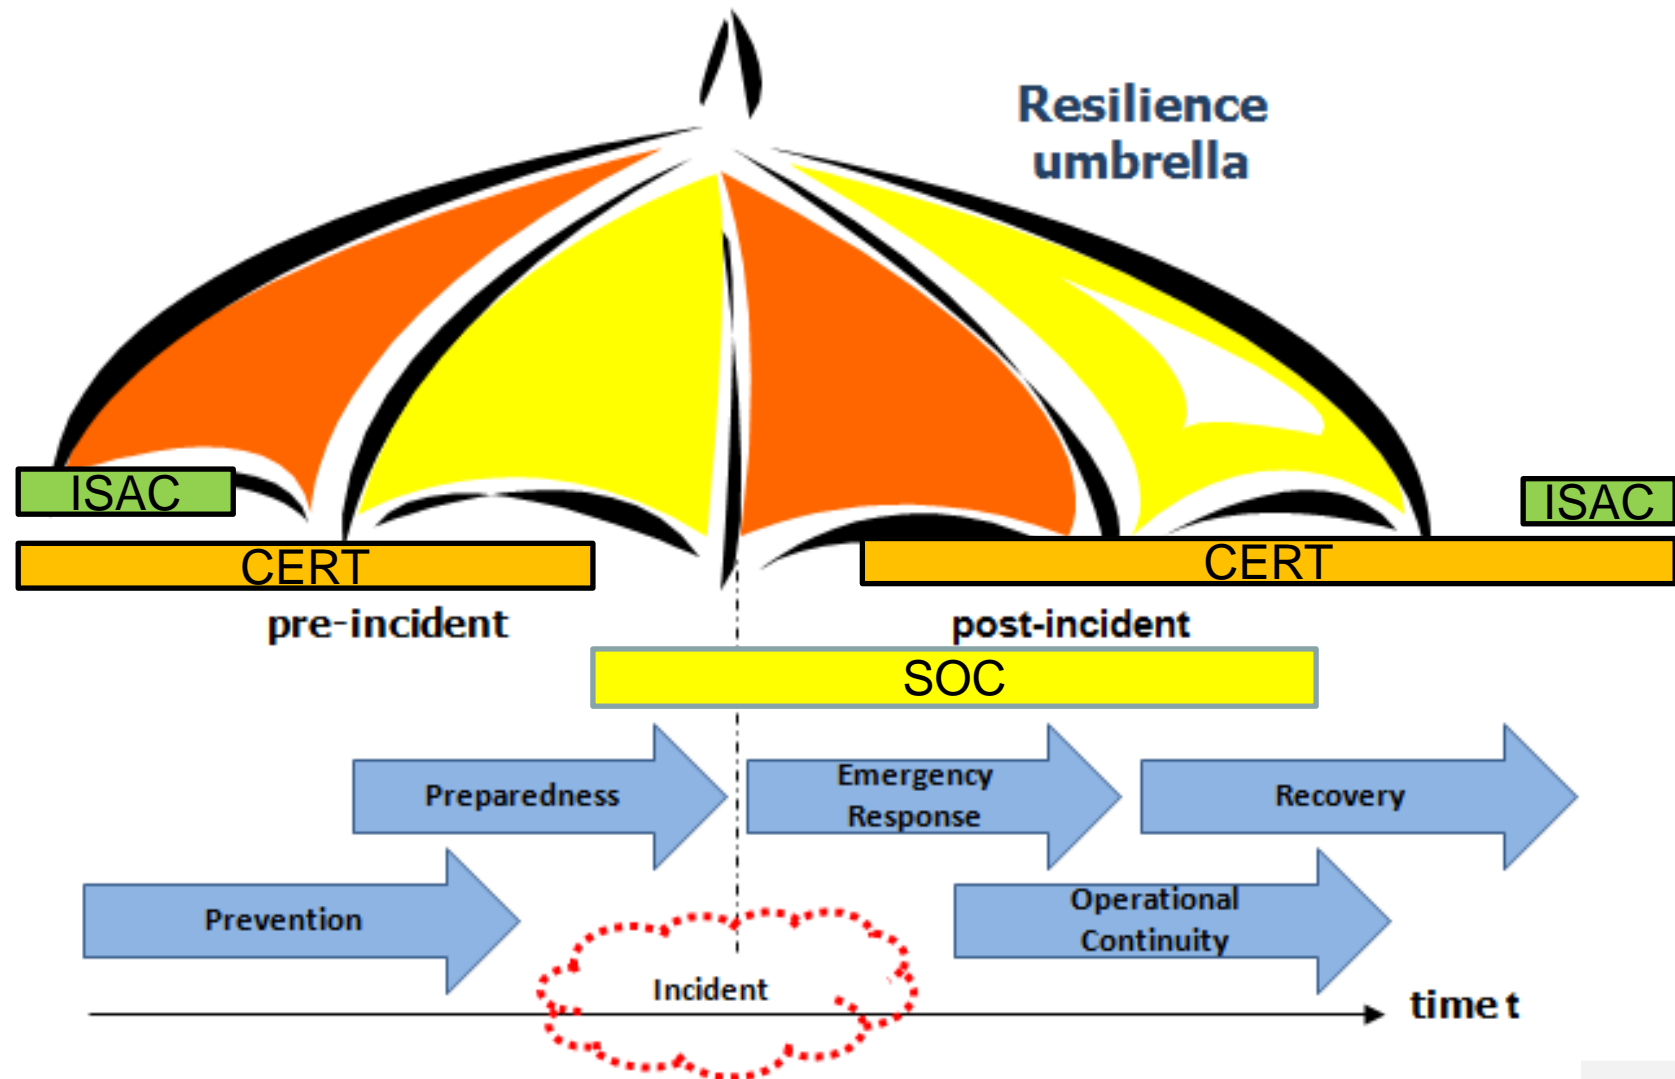 Resilience
umbrella
ISAC
ISAC
CERT
CERT
pre-incident
post-incident
SOC
Preparedness
Emergency
Response
Recovery
Prevention
Operational
Continuity
Incident
time t